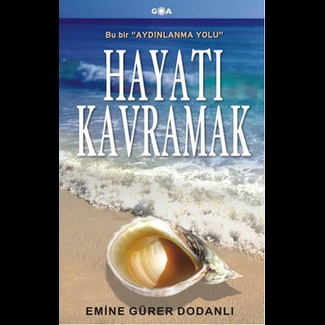 GOA
Bu bir "AYDINLANMA YOLU"
HAYATI
KAVRAMAK
EMİNE GÜRER DODANLI